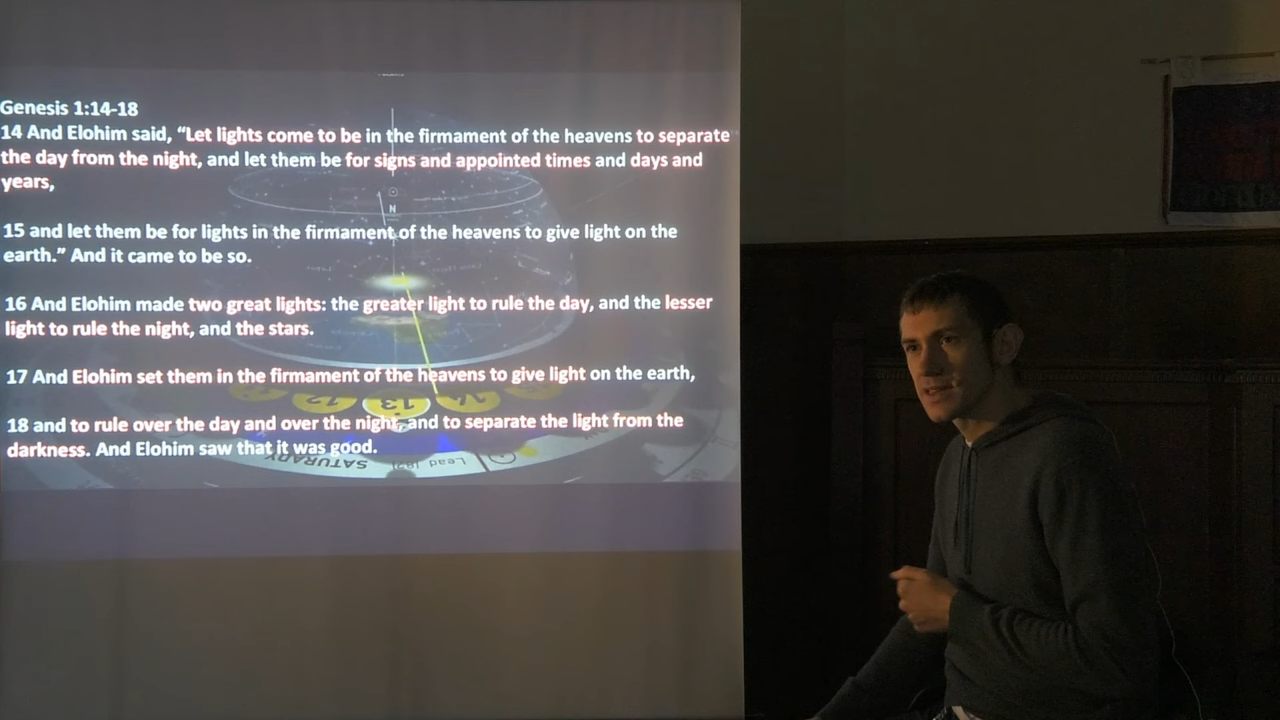 Genesis 1:14-18
14 And Elohim said, “Let lights come to be in the firmament of the heavens to separate
the day from the night, and let them be for signs and appointed times and days and
years,
15 and let them be for lights in the firmament of the heavens to give light on the
earth.” And it came to be so.
16 And Elohim made two great lights: the greater light to rule the day, and the lesser
light to rule the night, and the stars.
17 And Elohim set them in the firmament of the heavens to give light on the earth,
18 and to rule over the day and over the night, and to separate the light from the
darkness. And Elohim saw that it was good.
N
12 13 14
SATURADY
Lead